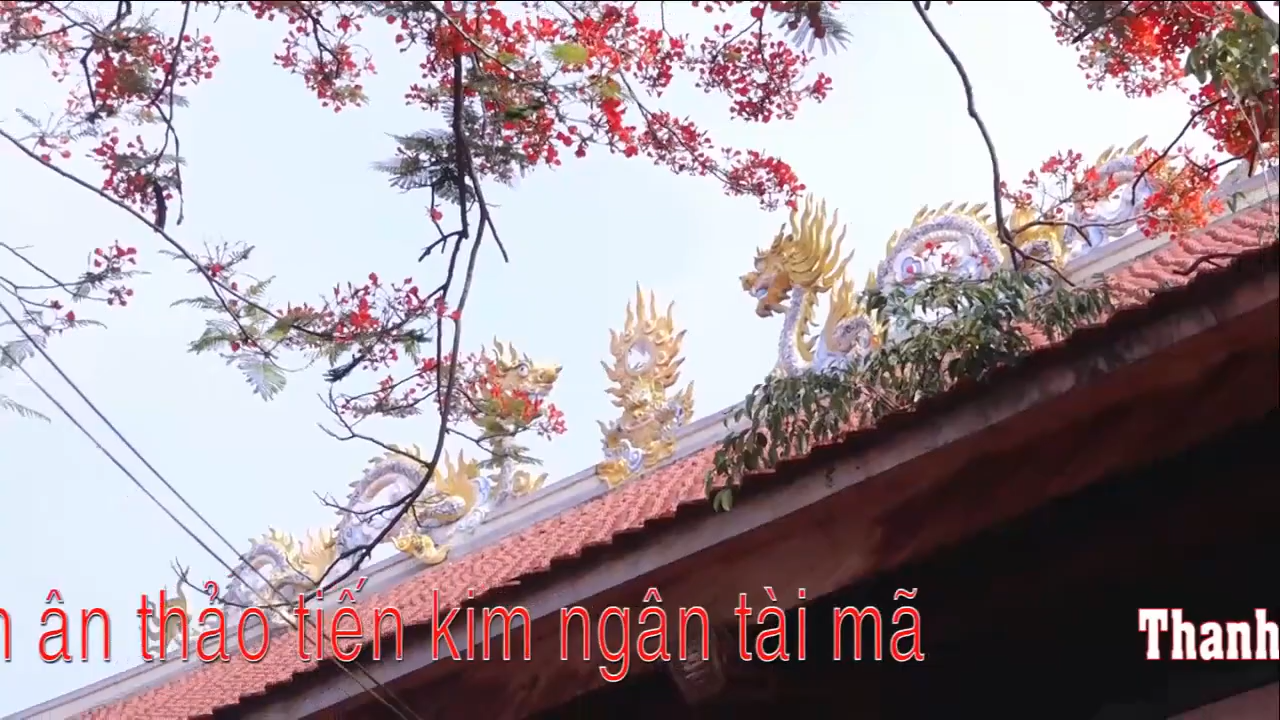 ân thảo tiến kim ngân tài mã
Thanh